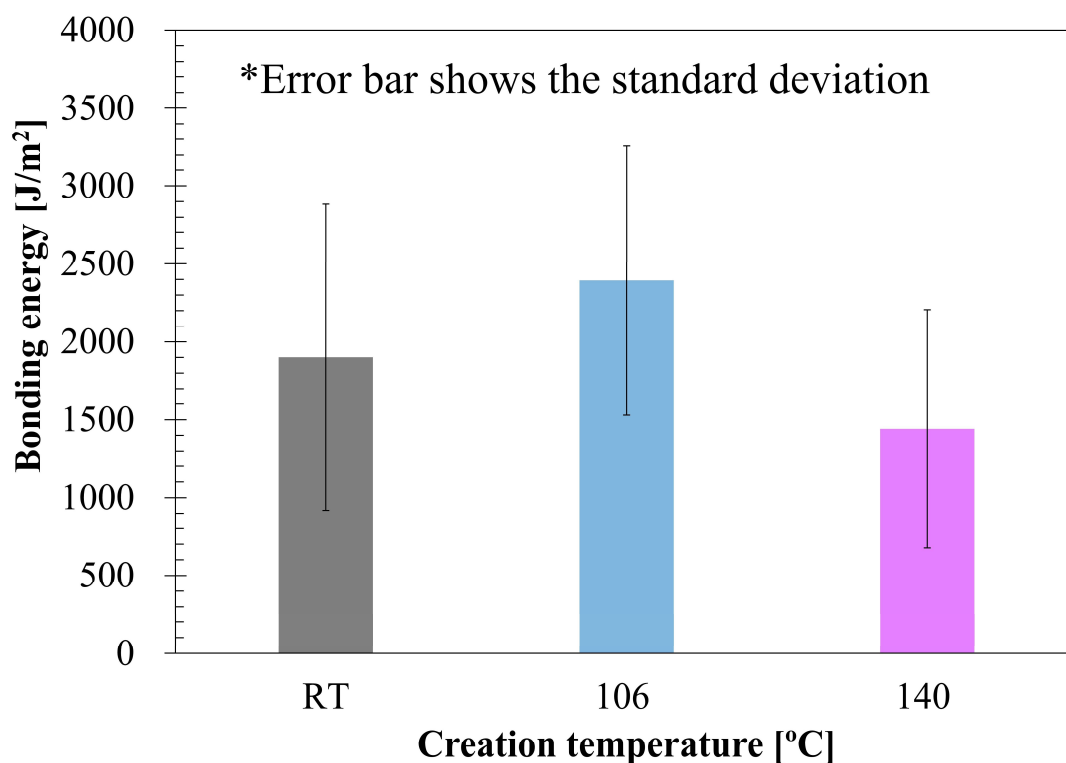 4000
*Error bar shows the standard deviation
3500
3000
2500
2000
1500
1000
500
0
Bonding energy [J/m²]
RT 106 140
Creation temperature [ºC]